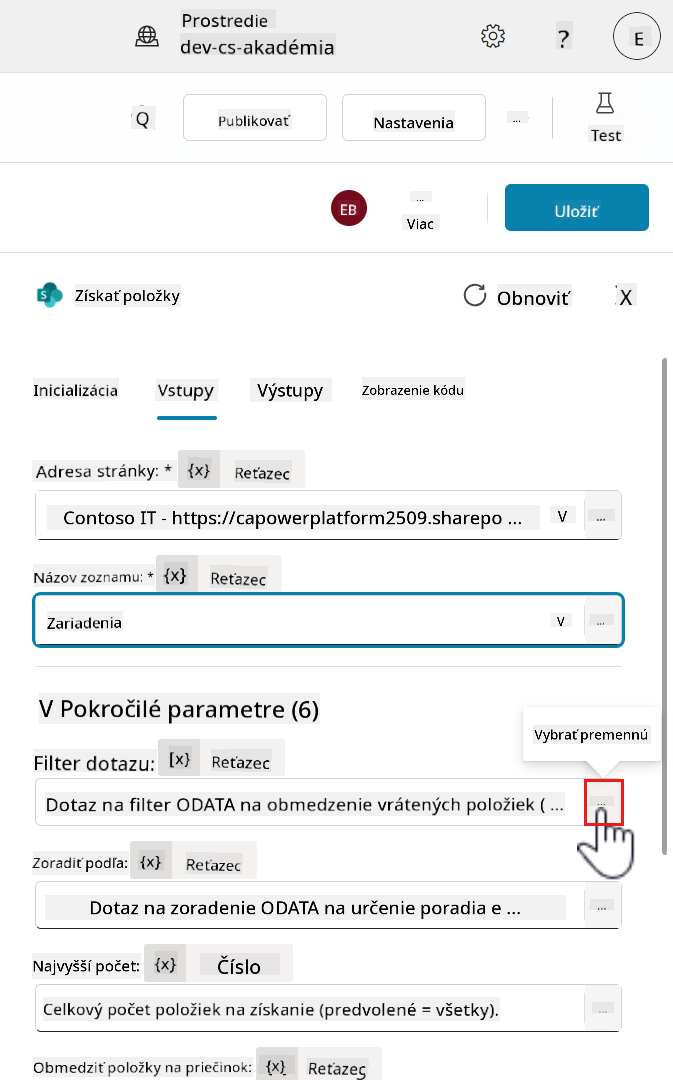 Prostredie
dev-cs-akadémia
?
E
Q
Publikovať
Nastavenia
...
Test
EB
...
Viac
Uložiť
S
Získať položky
Obnoviť
X
Inicializácia
Vstupy
Výstupy
Zobrazenie kódu
Adresa stránky: *
{x}
Reťazec
Contoso IT - https://capowerplatform2509.sharepo ...
V
...
Názov zoznamu: *
{x}
Reťazec
Zariadenia
V
...
V Pokročilé parametre (6)
Vybrať premennú
Filter dotazu:
[x}
Reťazec
Dotaz na filter ODATA na obmedzenie vrátených položiek ( ...
...
Zoradiť podľa:
{x}
Reťazec
Dotaz na zoradenie ODATA na určenie poradia e ...
...
Najvyšší počet:
{x}
Číslo
Celkový počet položiek na získanie (predvolené = všetky).
...
Obmedziť položky na priečinok:
{x}
Reťazec